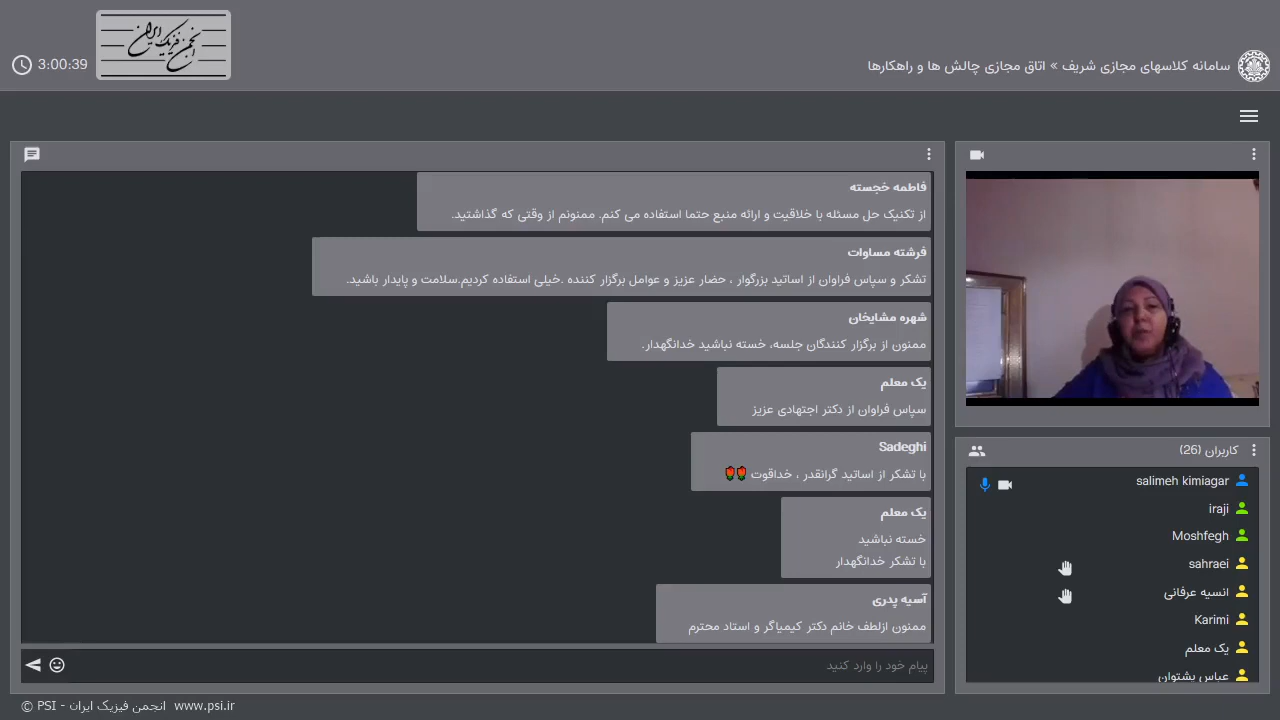 3:00:39
انجمن فیزیک ایران
سامانه کلاسهای مجازی شریف » اتاق مجازی چالش ها و راهکارها
فاطمه خجسته
از تکنیک حل مسئله با خلاقیت و ارائه منبع حتما استفاده می کنم. ممنونم از وقتی که گذاشتید.
فرشته مساوات
تشکر و سپاس فراوان از اساتید بزرگوار ، حضار عزیز و عوامل برگزار کننده .خیلی استفاده کردیم.سلامت و پایدار باشید.
شهره مشایخان
ممنون از برگزار کنندگان جلسه، خسته نباشید خدانگهدار.
یک معلم
سپاس فراوان از دکتر اجتهادی عزیز
Sadeghi
با تشکر از اساتید گرانقدر ، خداقوت 🌷🌷
یک معلم
خسته نباشید
با تشکر خدانگهدار
آسیه پدری
ممنون ازلطف خانم دکتر کیمیاگر و استاد محترم
پیام خود را وارد کنید
کاربران (26)
salimeh kimiagar
iraji
Moshfegh
sahraei
انسیه عرفانی
Karimi
یک معلم
عباس پشتوان
© PSI - انجمن فیزیک ایران www.psi.ir